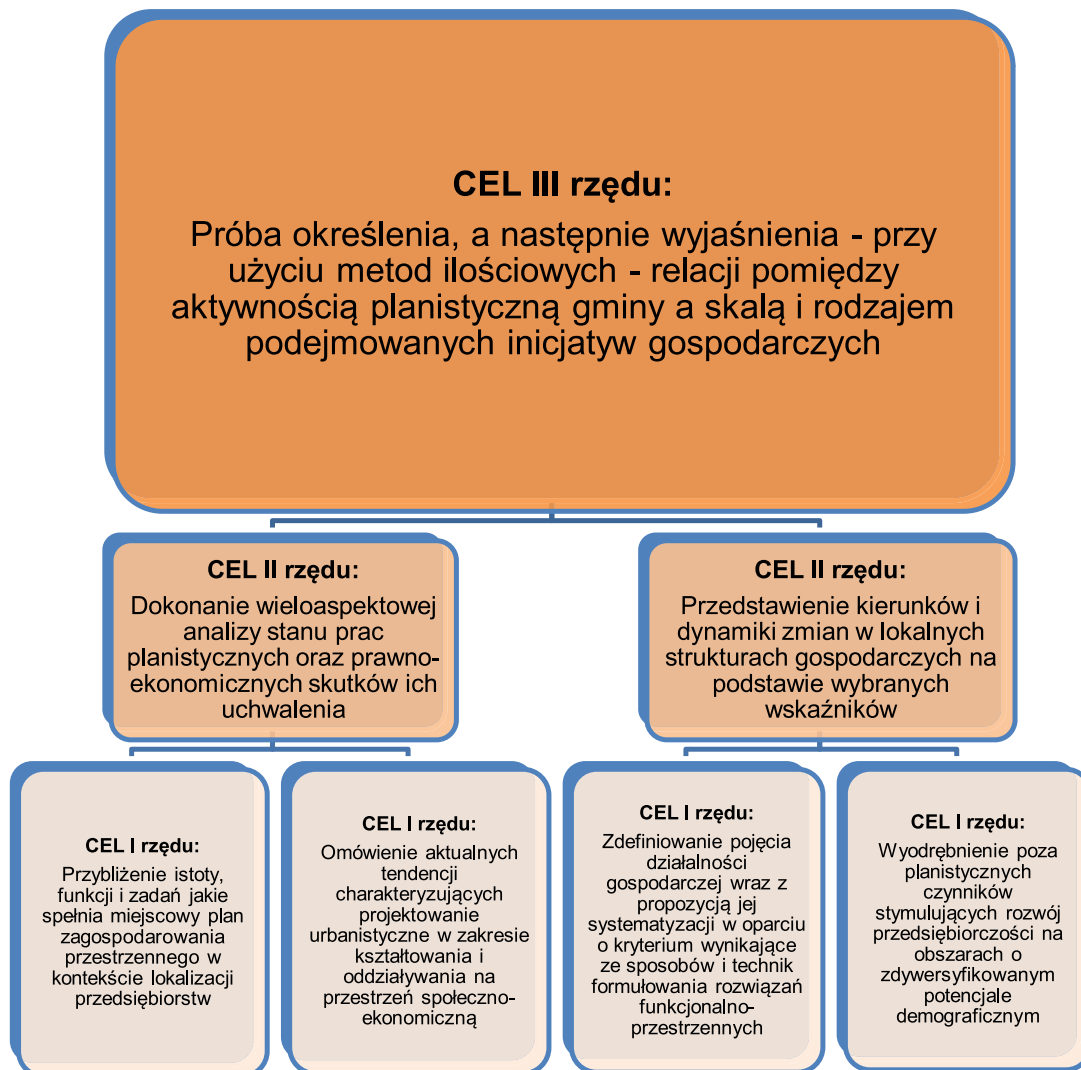 CEL III rzędu:
Próba określenia, a następnie wyjaśnienia - przy
użyciu metod ilościowych - relacji pomiędzy
aktywnością planistyczną gminy a skalą i rodzajem
podejmowanych inicjatyw gospodarczych
CEL II rzędu:
Dokonanie wieloaspektowej
analizy stanu prac
planistycznych oraz prawno-
ekonomicznych skutków ich
uchwalenia
CEL II rzędu:
Przedstawienie kierunków i
dynamiki zmian w lokalnych
strukturach gospodarczych na
podstawie wybranych
wskaźników
CEL I rzędu:
Przybliżenie istoty,
funkcji i zadań jakie
spełnia miejscowy plan
zagospodarowania
przestrzennego w
kontekście lokalizacji
przedsiębiorstw
CEL I rzędu:
Omówienie aktualnych
tendencji
charakteryzujących
projektowanie
urbanistyczne w zakresie
kształtowania i
oddziaływania na
przestrzeń społeczno-
ekonomiczną
CEL I rzędu:
Zdefiniowanie pojęcia
działalności
gospodarczej wraz z
propozycją jej
systematyzacji w oparciu
o kryterium wynikające
ze sposobów i technik
formułowania rozwiązań
funkcjonalno-
przestrzennych
CEL I rzędu:
Wyodrębnienie poza
planistycznych
czynników
stymulujących rozwój
przedsiębiorczości na
obszarach o
zdywersyfikowanym
potencjale
demograficznym